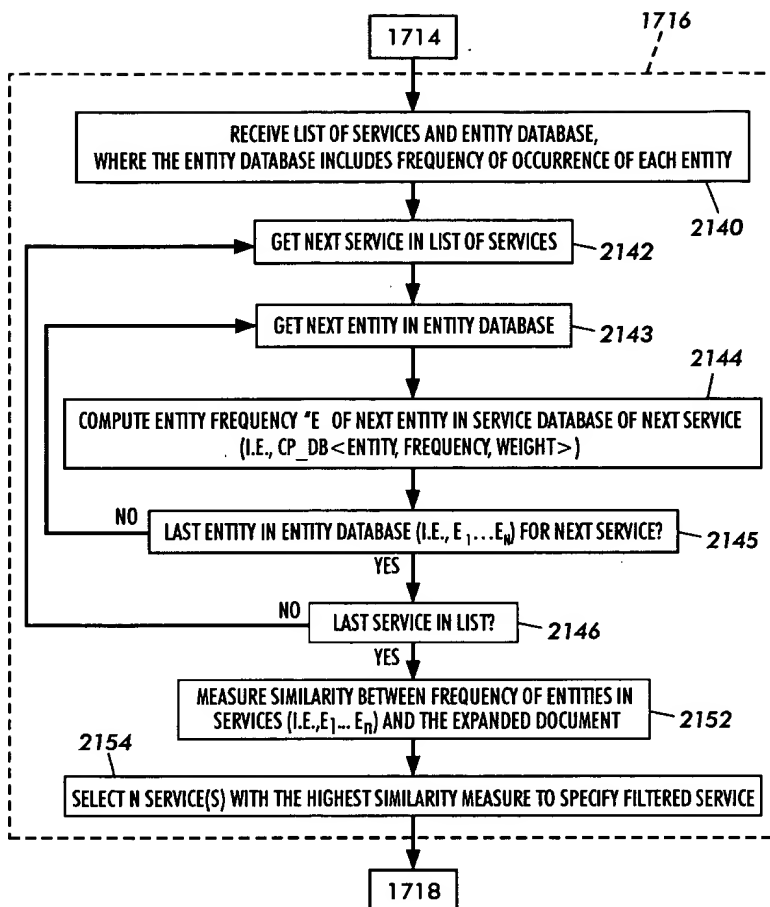 1714
1716
RECEIVE LIST OF SERVICES AND ENTITY DATABASE,
WHERE THE ENTITY DATABASE INCLUDES FREQUENCY OF OCCURRENCE OF EACH ENTITY
2140
GET NEXT SERVICE IN LIST OF SERVICES
2142
GET NEXT ENTITY IN ENTITY DATABASE
2143
2144
COMPUTE ENTITY FREQUENCY "E OF NEXT ENTITY IN SERVICE DATABASE OF NEXT SERVICE
(I.E., CP_DB<ENTITY, FREQUENCY, WEIGHT>)
NO
LAST ENTITY IN ENTITY DATABASE (I.E., E1...EN) FOR NEXT SERVICE?
2145
YES
NO
LAST SERVICE IN LIST?
2146
YES
MEASURE SIMILARITY BETWEEN FREQUENCY OF ENTITIES IN
SERVICES (I.E.,E1... En) AND THE EXPANDED DOCUMENT
2152
2154
SELECT N SERVICE(S) WITH THE HIGHEST SIMILARITY MEASURE TO SPECIFY FILTERED SERVICE
1718